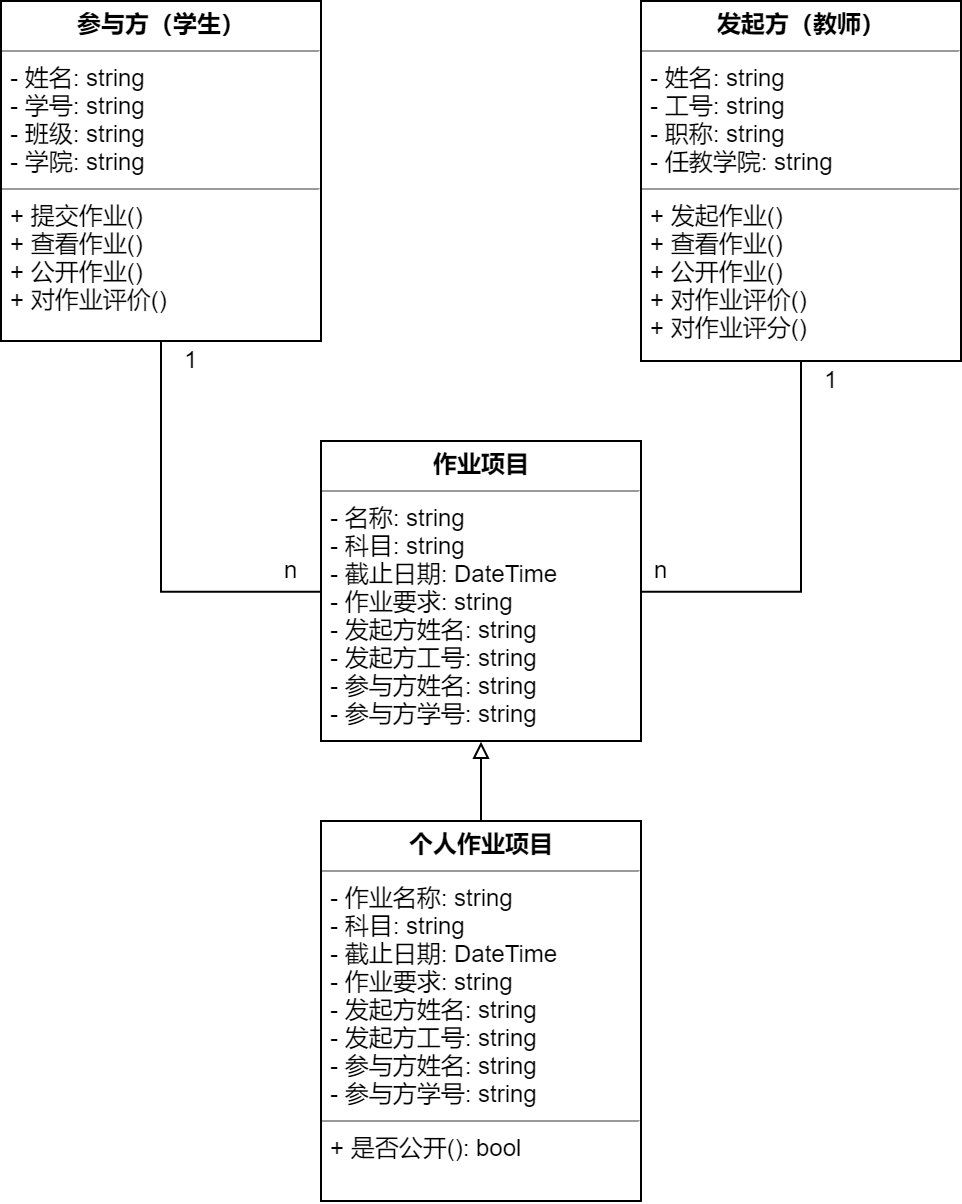 参与方（学生）
- 姓名: string
- 学号: string
- 班级: string
- 学院: string
+ 提交作业()
+ 查看作业()
+ 公开作业()
+ 对作业评价()
1
发起方（教师）
- 姓名: string
- 工号: string
- 职称: string
- 任教学院: string
+ 发起作业()
+ 查看作业()
+ 公开作业()
+ 对作业评价()
+ 对作业评分()
1
n
作业项目
- 名称: string
- 科目: string
- 截止日期: DateTime
- 作业要求: string
- 发起方姓名: string
- 发起方工号: string
- 参与方姓名: string
- 参与方学号: string
n
个人作业项目
- 作业名称: string
- 科目: string
- 截止日期: DateTime
- 作业要求: string
- 发起方姓名: string
- 发起方工号: string
- 参与方姓名: string
- 参与方学号: string
+ 是否公开(): bool